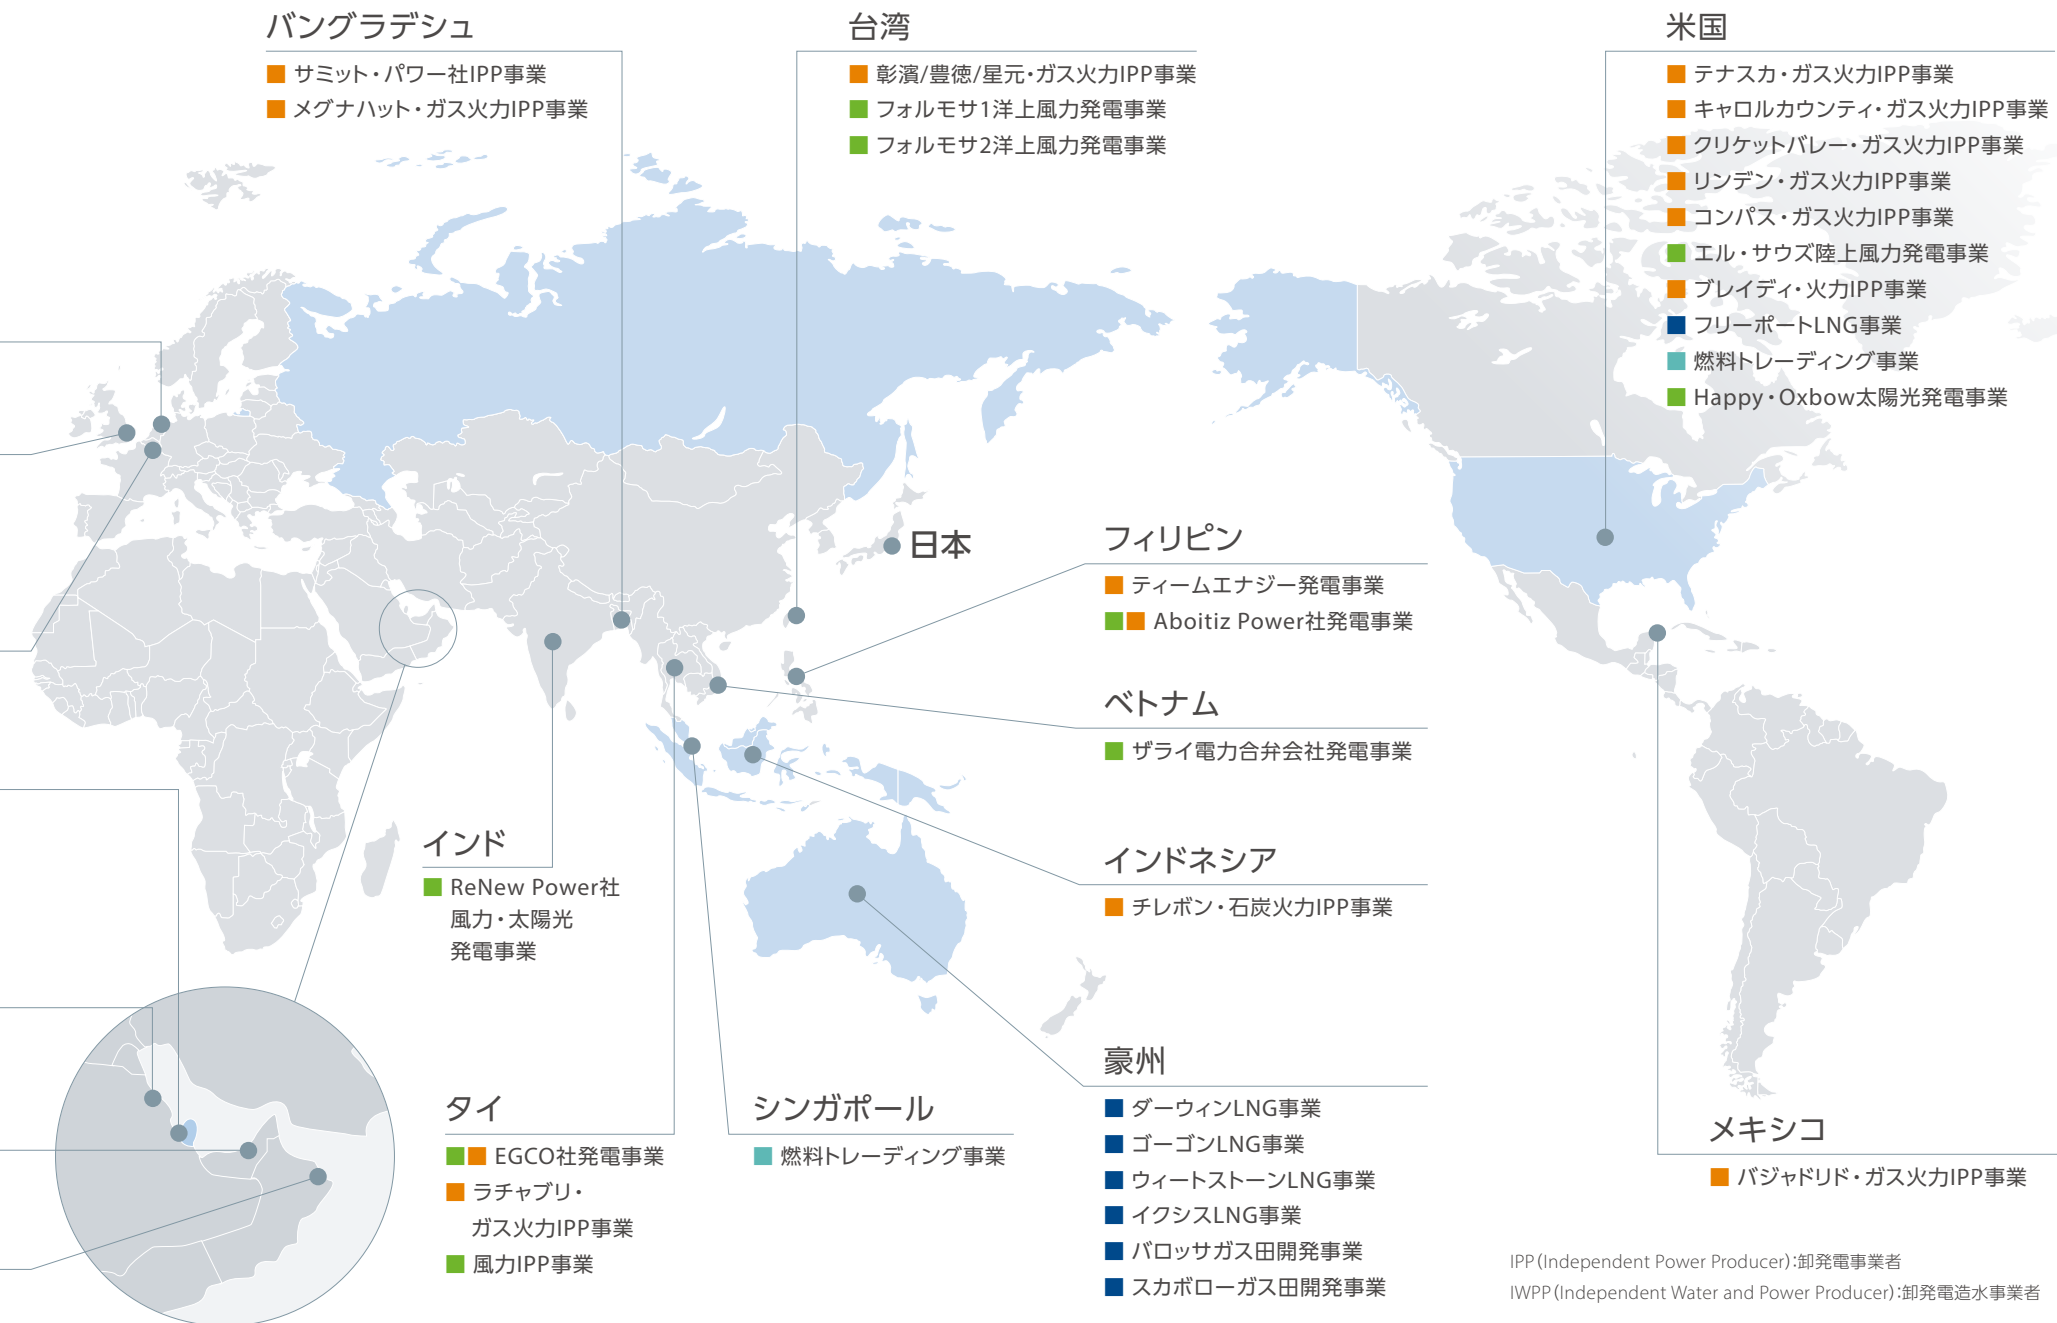 バングラデシュ
サミット・パワー社IPP事業
メグナハット・ガス火力IPP事業
台湾
彰濱/豊徳/星元・ガス火力IPP事業
フォルモサ1洋上風力発電事業
フォルモサ2洋上風力発電事業
米国
テナスカ・ガス火力IPP事業
キャロルカウンティ・ガス火力IPP事業
クリケットバレー・ガス火力IPP事業
リンデン・ガス火力IPP事業
コンパス・ガス火力IPP事業
エル・サウズ陸上風力発電事業
ブレイディ・火力IPP事業
フリーポートLNG事業
燃料トレーディング事業
Happy・Oxbow太陽光発電事業
日本
フィリピン
ティームエナジー発電事業
Aboitiz Power社発電事業
ベトナム
ザライ電力合弁会社発電事業
インド
ReNew Power社
風力・太陽光
発電事業
インドネシア
チレボン・石炭火力IPP事業
タイ
EGCO社発電事業
ラチャブリ・
ガス火力IPP事業
風力IPP事業
シンガポール
燃料トレーディング事業
豪州
ダーウィンLNG事業
ゴーゴンLNG事業
ウィートストーンLNG事業
イクシスLNG事業
バロッサガス田開発事業
スカボローガス田開発事業
メキシコ
バジャドリド・ガス火力IPP事業
IPP(Independent Power Producer):卸発電事業者
IWPP(Independent Water and Power Producer):卸発電造水事業者